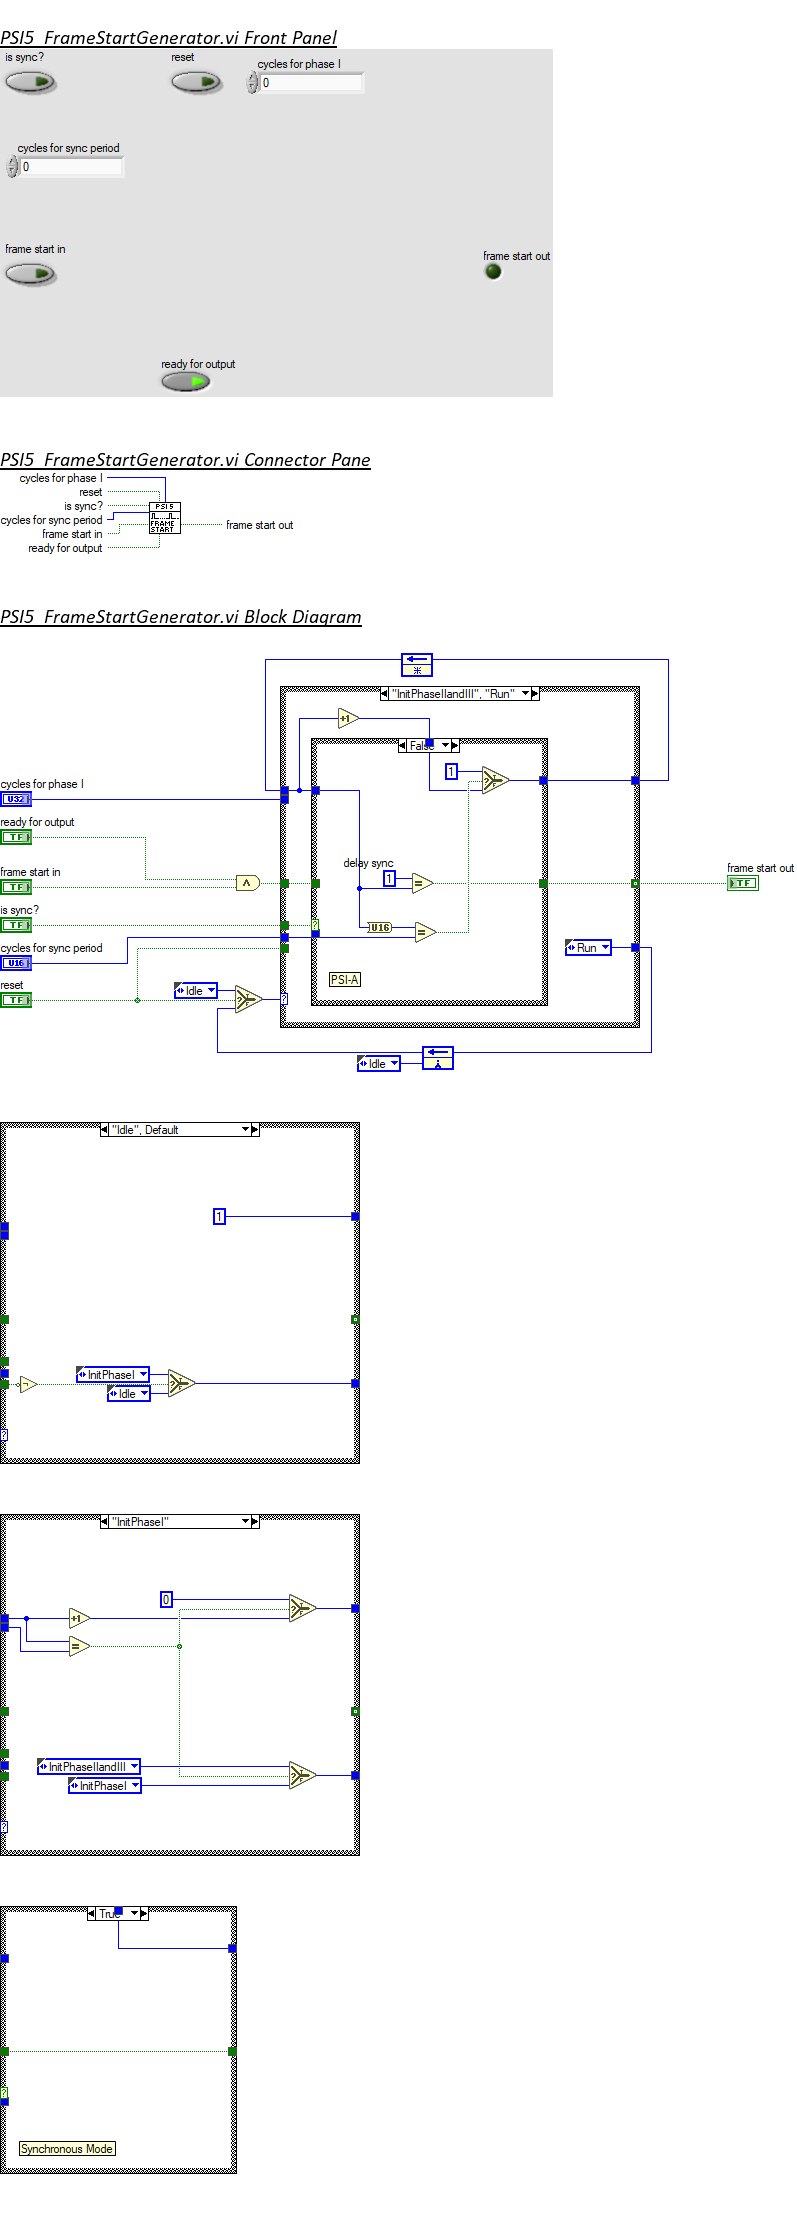 PSI5_FrameStartGenerator.vi Front Panel
is sync?
reset
cycles for phase I
0
cycles for sync period
0
frame start in
frame start out
ready for output
PSI5_FrameStartGenerator.vi Connector Pane
cycles for phase I
reset
is sync?
cycles for sync period
frame start in
ready for output
PSI5
FRAME
START
frame start out
PSI5_FrameStartGenerator.vi Block Diagram
"InitPhaseIIandIII", "Run"
+1
False
1
?
T
F
cycles for phase I
U32
ready for output
TF
frame start in
TF
is sync?
TF
cycles for sync period
U16
reset
TF
delay sync
1
=
U16
=
PSI-A
?
frame start out
TF
Run
Idle
?
T
F
?
Idle
"Idle", Default
1
InitPhaseI
Idle
?
T
F
?
"InitPhaseI"
0
+1
=
?
T
F
InitPhaseIIandIII
InitPhaseI
?
T
F
?
True
?
Synchronous Mode